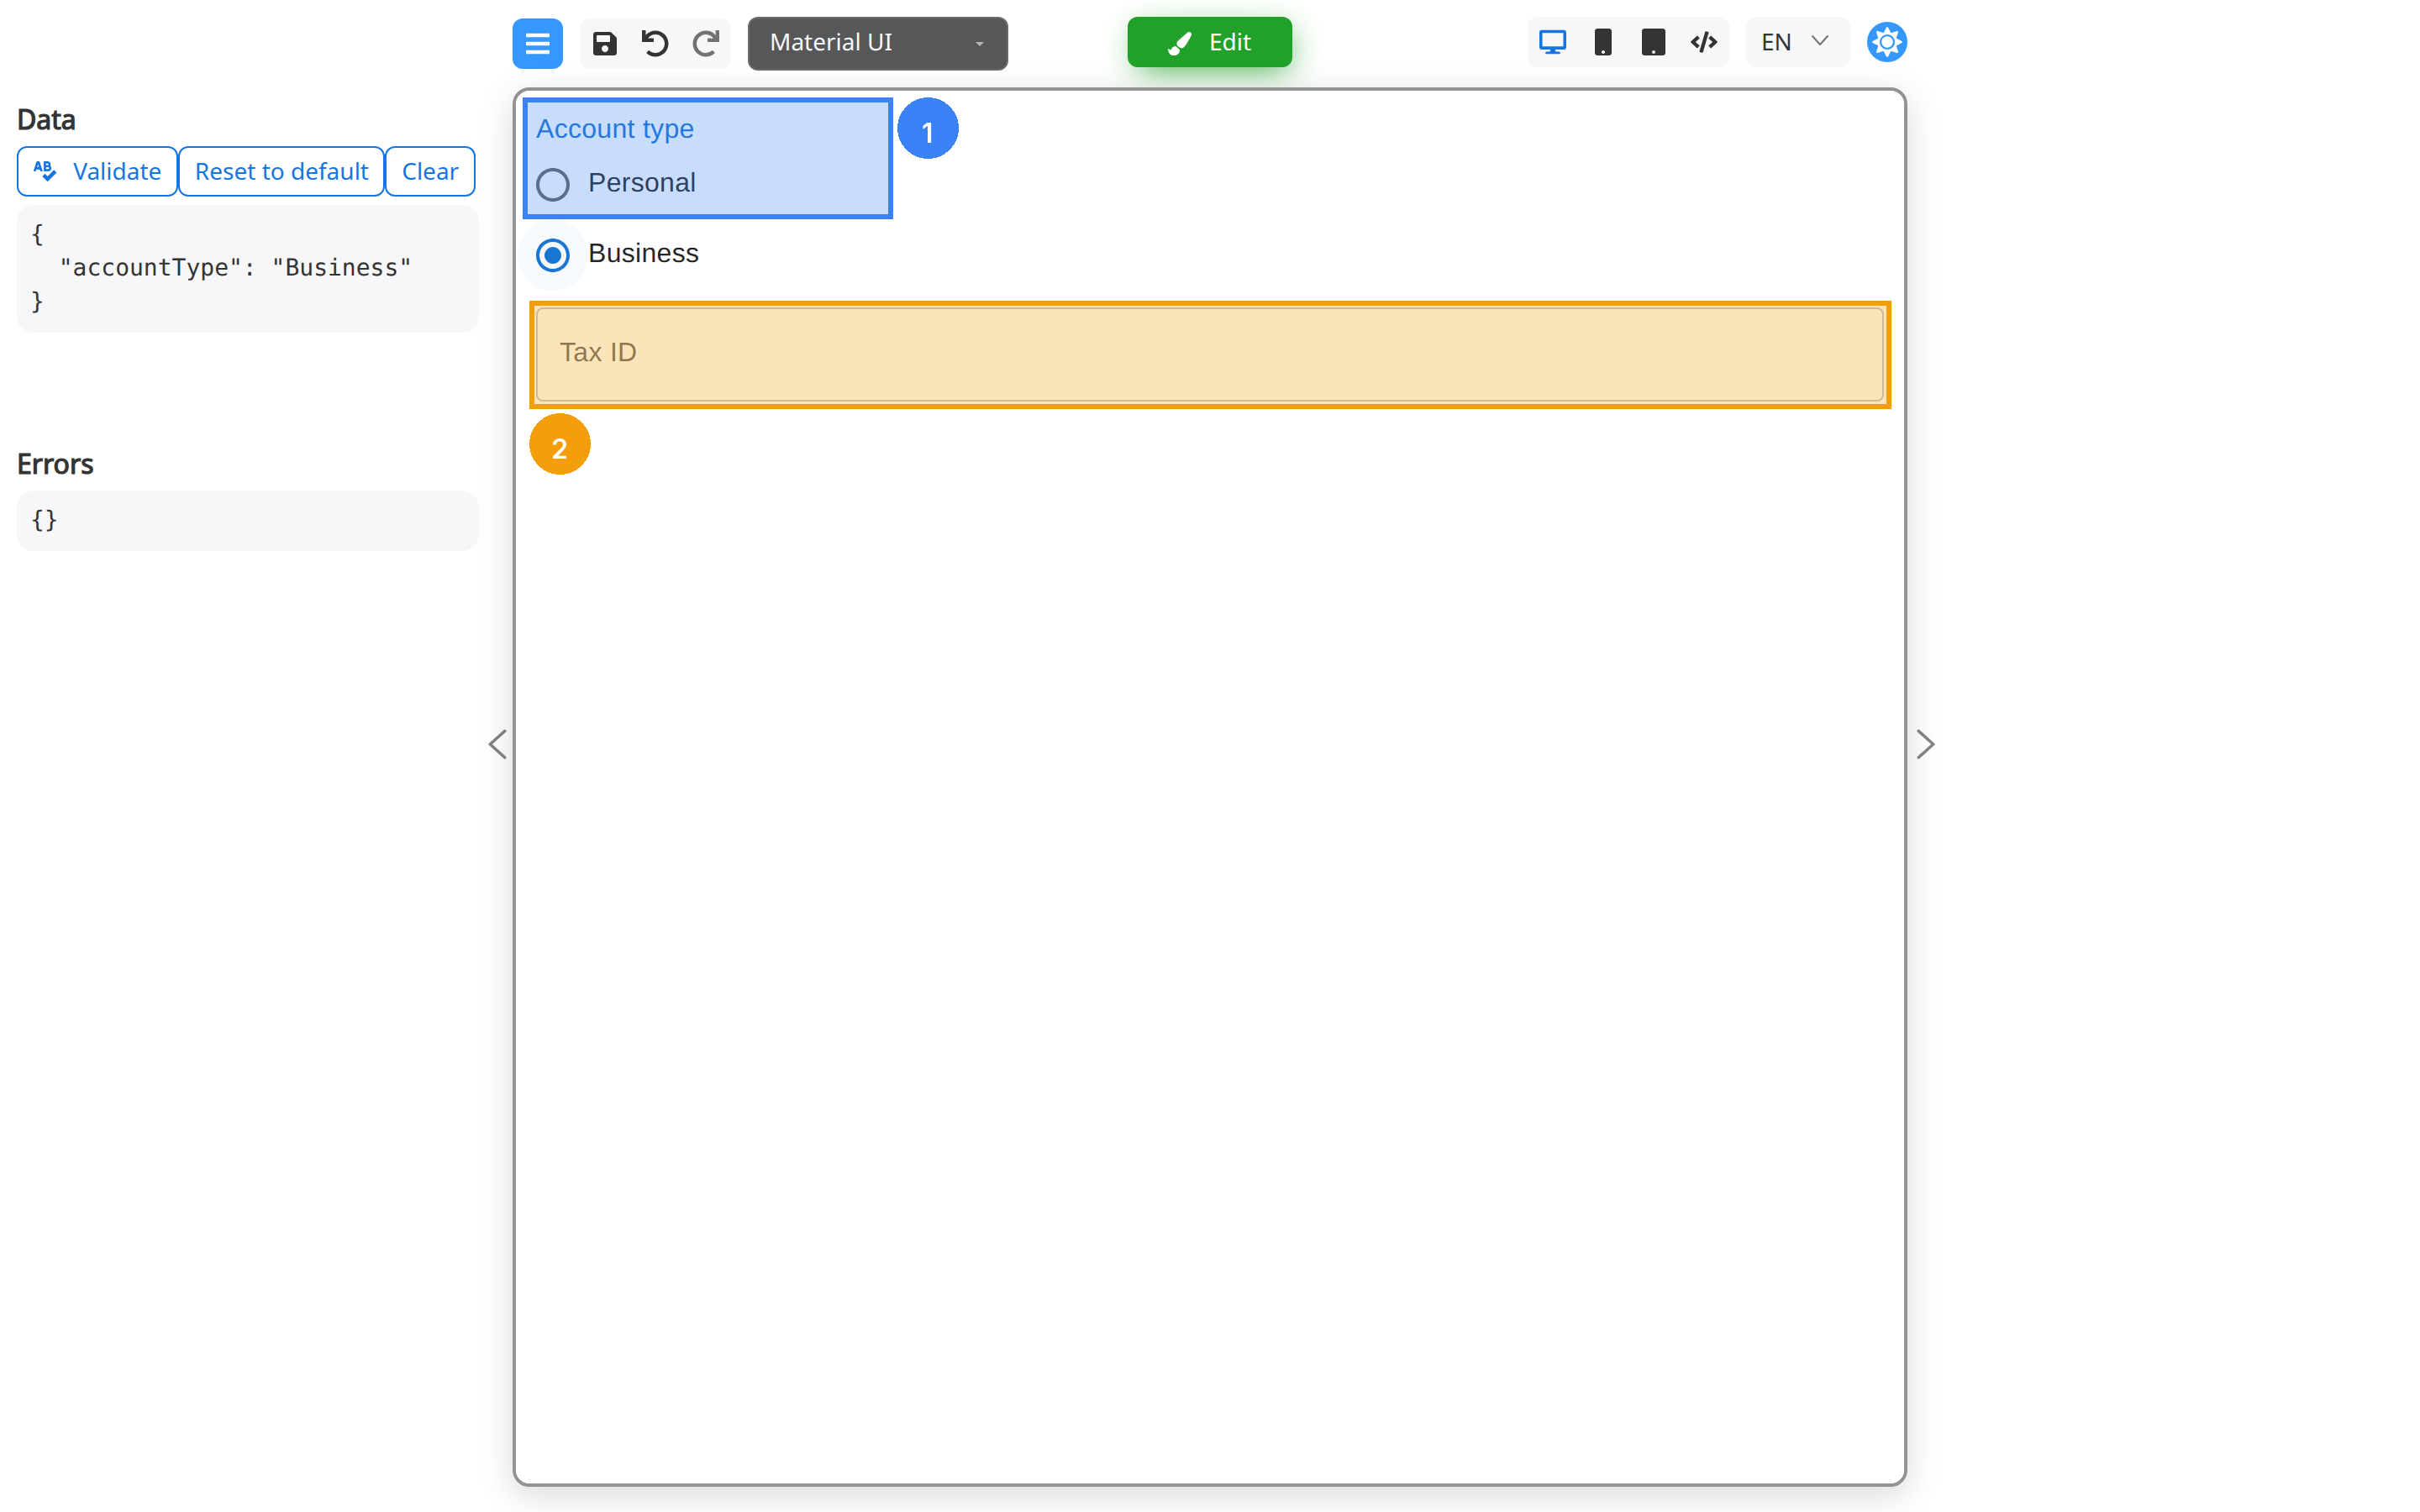 Material UI
Edit
EN
Data
Validate Reset to default Clear
{
"accountType": "Business"
}
Errors
{}
Account type
1
Personal
Business
Tax ID
2